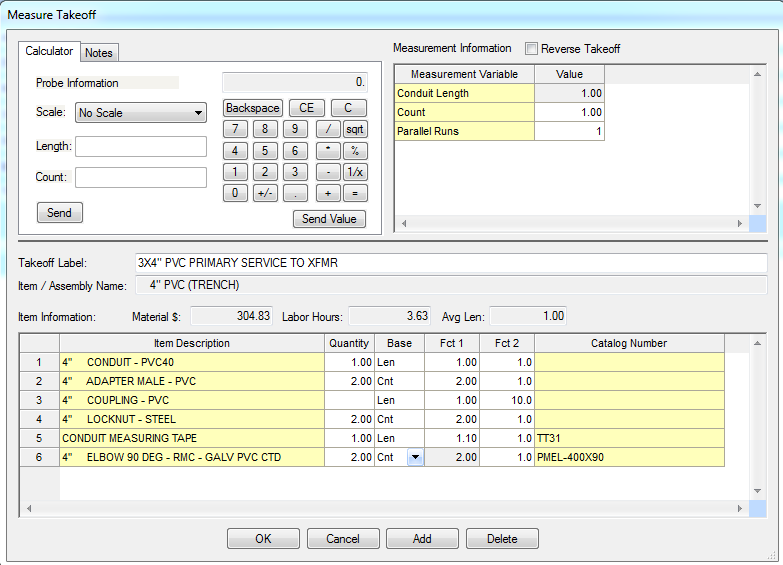 Measure Takeoff
Calculator Notes
Probe Information
Scale: No Scale
Length:
Count:
Send
0.
Backspace CE C
7 8 9 / sqrt
4 5 6 * %
1 2 3 - 1/x
0 +/- . + =
Send Value
Measurement Information Reverse Takeoff
Measurement Variable Value
Conduit Length 1.00
Count 1.00
Parallel Runs 1
Takeoff Label: 3X4" PVC PRIMARY SERVICE TO XFMR
Item / Assembly Name: 4" PVC (TRENCH)
Item Information: Material $: 304.83 Labor Hours: 3.63 Avg Len: 1.00
Item Description Quantity Base Fct 1 Fct 2 Catalog Number
1 4" CONDUIT - PVC40 1.00 Len 1.00 1.0
2 4" ADAPTER MALE - PVC 2.00 Cnt 2.00 1.0
3 4" COUPLING - PVC Len 1.00 10.0
4 4" LOCKNUT - STEEL 2.00 Cnt 2.00 1.0
5 CONDUIT MEASURING TAPE 1.00 Len 1.10 1.0 TT31
6 4" ELBOW 90 DEG - RMC - GALV PVC CTD 2.00 Cnt 2.00 1.0 PMEL-400X90
OK Cancel Add Delete